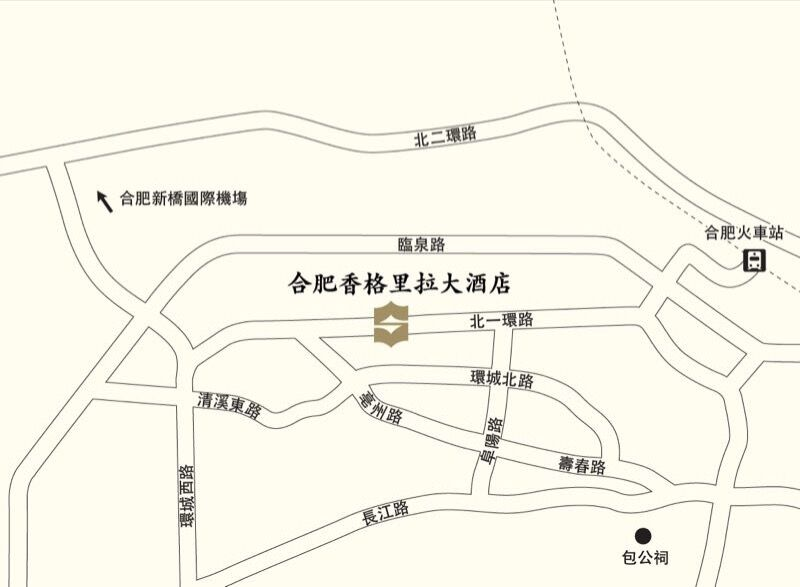 北二環路
合肥新橋國際機場
合肥火車站
臨泉路
合肥香格里拉大酒店
北一環路
環城北路
清溪東路
亳州路
阜陽路
壽春路
環城西路
長江路
包公祠